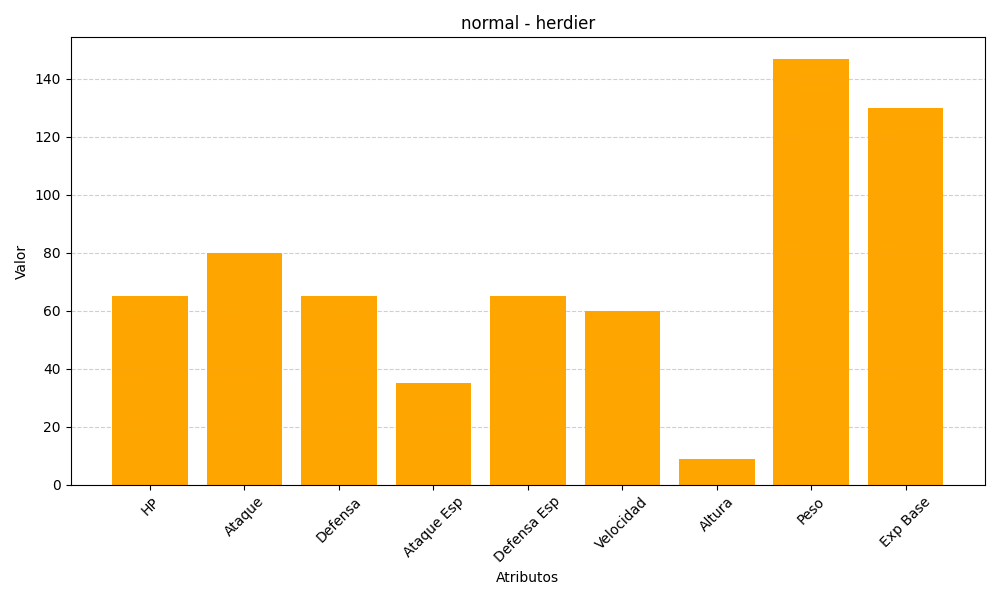 normal - herdier
Valor
140
120
100
80
60
40
20
0
HP
Ataque
Defensa
Ataque Esp
Defensa Esp
Velocidad
Altura
Peso
Exp Base
Atributos